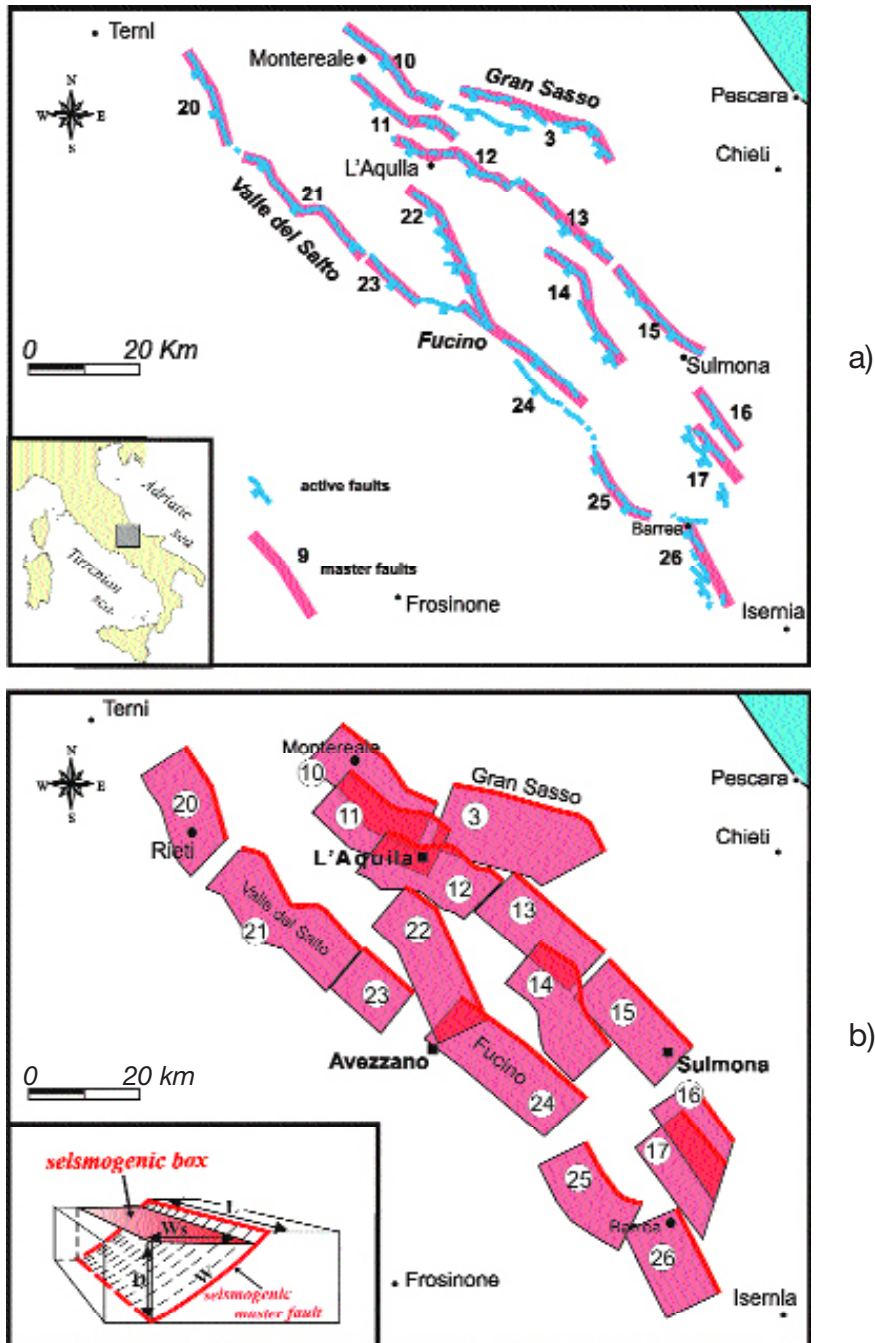 TernI
Montereale
10
Gran Sasso
Pescara
N
W E
S
20
11
3
Chieti
L'Aqulla
12
Valle del Salto
21
22
13
23
14
Fucino
15
0 20 Km
Sulmona
a)
24
16
17
active faults
25
Barrea
26
9
master faults
Frosinone
Isernia
Adriatic
sea
Tirrenian
sea
Terni
Montereale
10
Gran Sasso
Pescara
N
W E
S
20
Rieti
11
3
Chieti
L'Aquila
12
13
Valle del Salto
21
22
14
23
15
Avezzano
Fucino
Sulmona
b)
0 20 km
24
16
17
25
Barrea
26
seismogenic box
L
Ws
W
h
seismogenic
master fault
Frosinone
Isernia